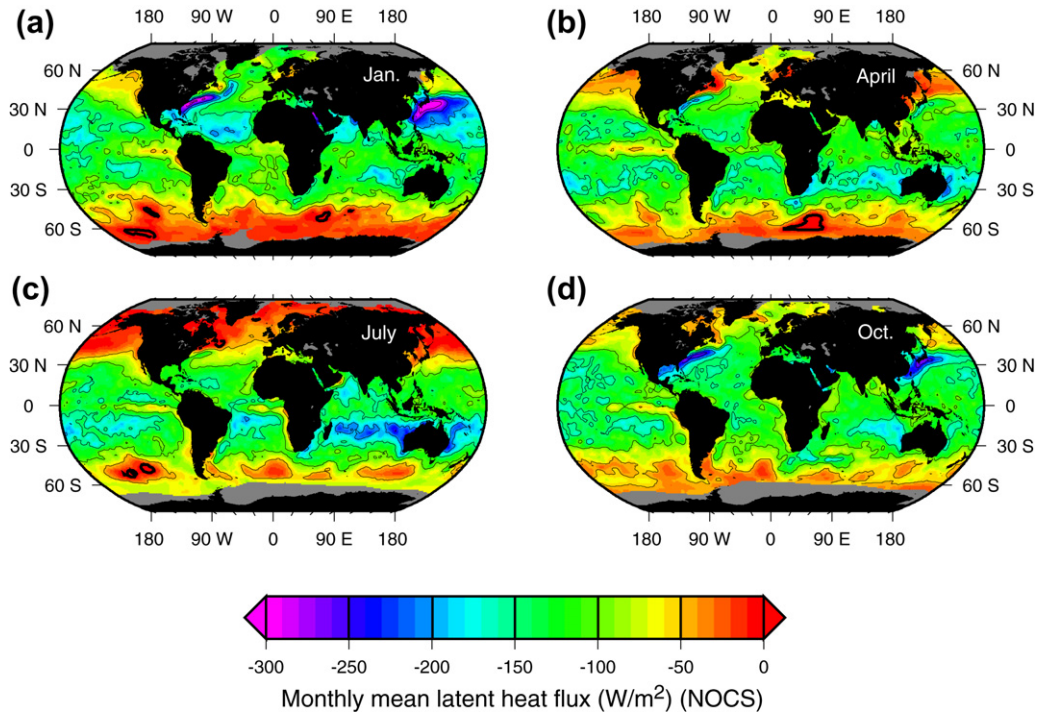 (a)
180 90 W 0 90 E 180
Jan.
60 N
30 N
0
30 S
60 S
(b)
180 90 W 0 90 E 180
April
60 N
30 N
0
30 S
60 S
(c)
July
60 N
30 N
0
30 S
60 S
180 90 W 0 90 E 180
(d)
Oct.
60 N
30 N
0
30 S
60 S
180 90 W 0 90 E 180
-300 -250 -200 -150 -100 -50 0
Monthly mean latent heat flux (W/m²) (NOCS)